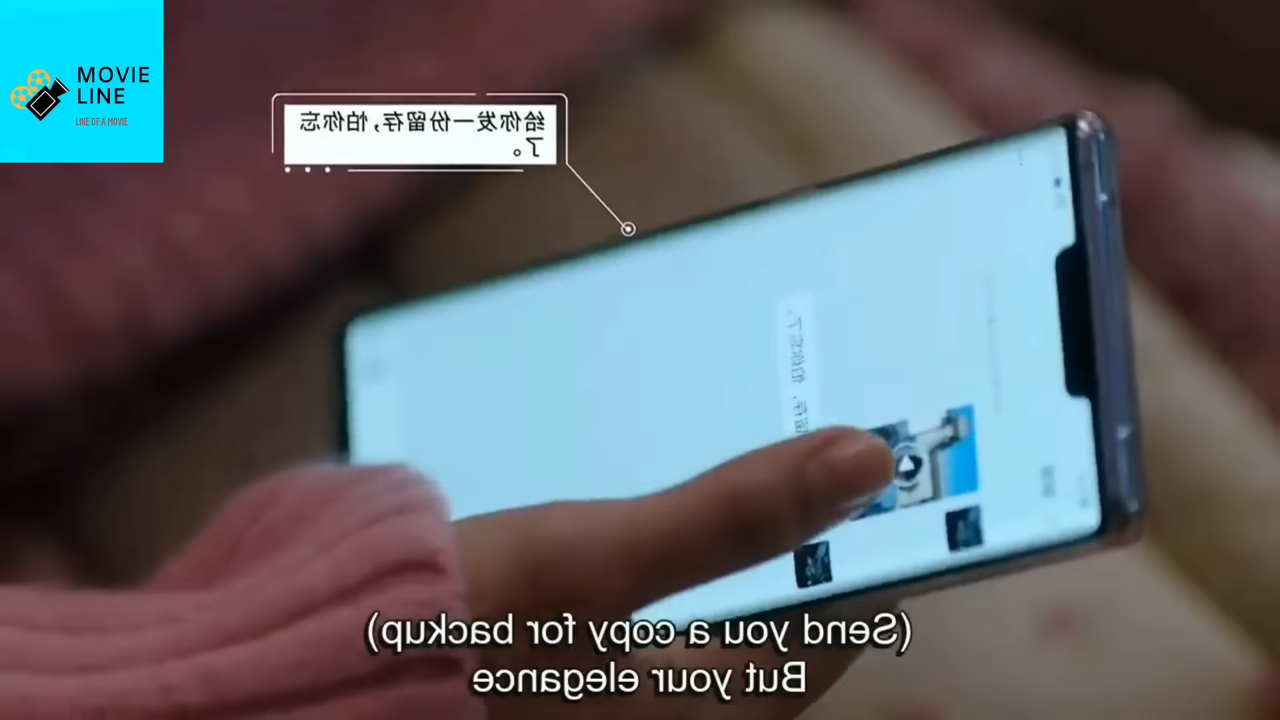 MOVIE
LINE
LINE OF A MOVIE
给你发一份留存，怕你忘
了。
(Send you a copy for backup)
But your elegance